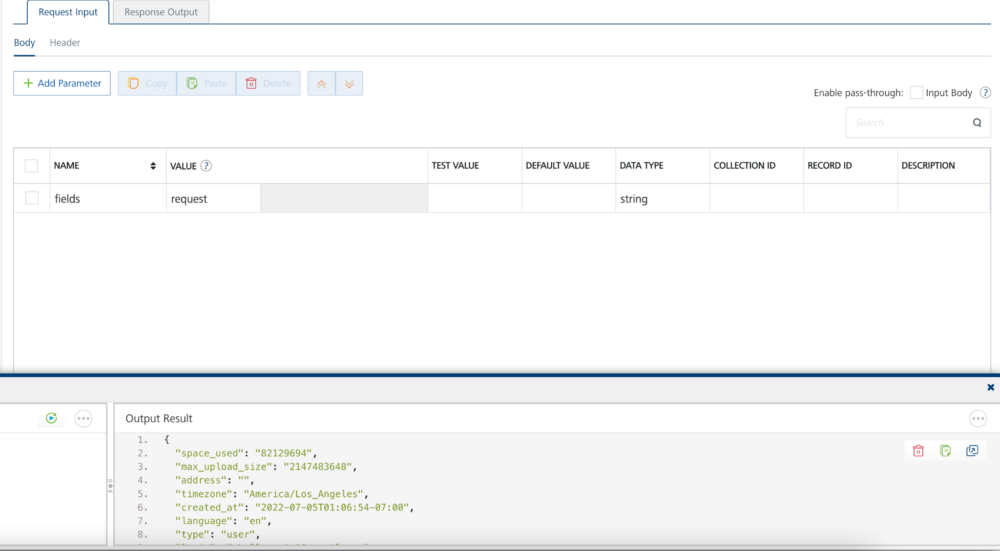 Request Input Response Output
Body Header
Add Parameter Copy Paste Delete
Enable pass-through: Input Body ?
Search
NAME VALUE ? TEST VALUE DEFAULT VALUE DATA TYPE COLLECTION ID RECORD ID DESCRIPTION
fields request string
Output Result
1. {
2. "space_used": "82129694",
3. "max_upload_size": "2147483648",
4. "address": "",
5. "timezone": "America/Los_Angeles",
6. "created_at": "2022-07-05T01:06:54-07:00",
7. "language": "en",
8. "type": "user",